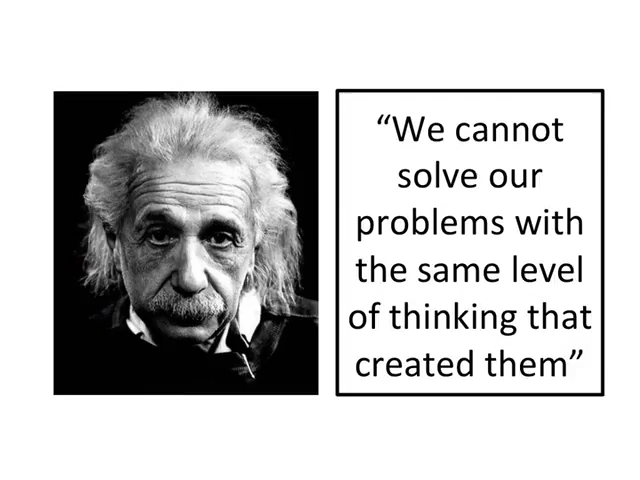 “We cannot
solve our
problems with
the same level
of thinking that
created them”